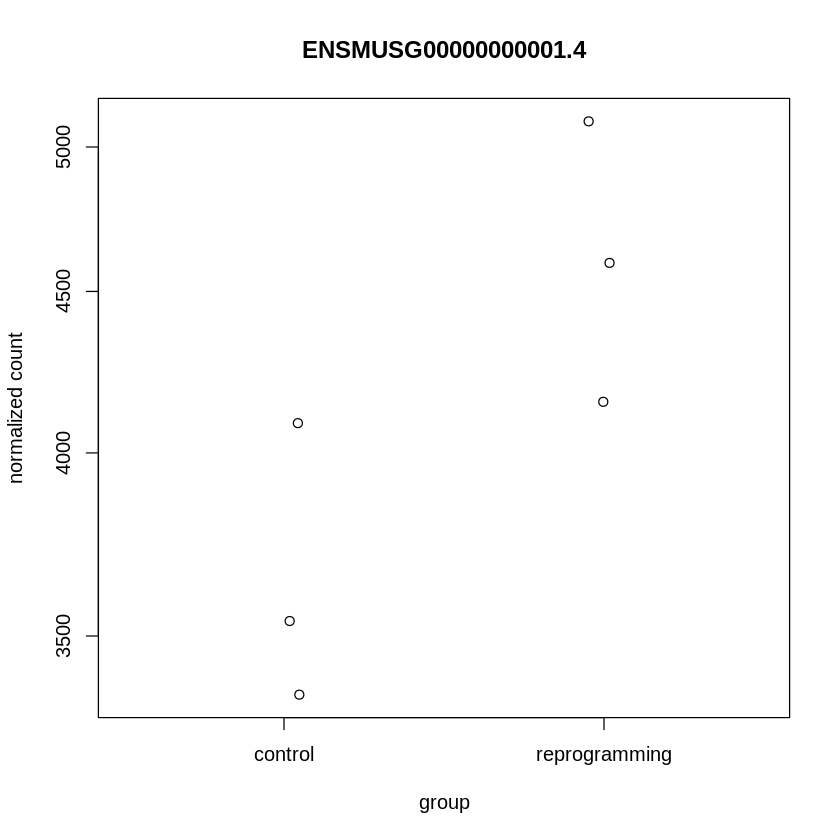 ENSMUSG00000000001.4
5000
4500
4000
3500
normalized count
control
reprogramming
group